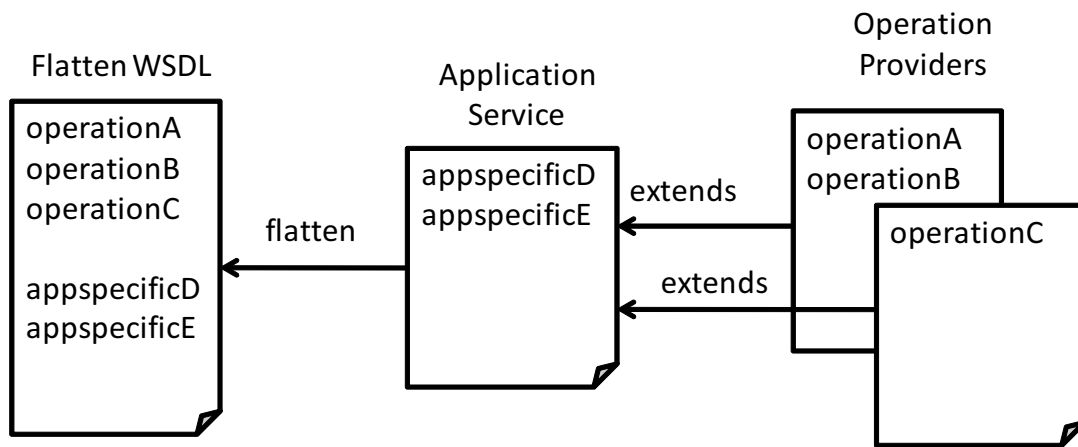 Flatten WSDL
operationA
operationB
operationC
appspecificD
appspecificE
flatten
Application
Service
appspecificD
appspecificE
extends
extends
Operation
Providers
operationA
operationB
operationC